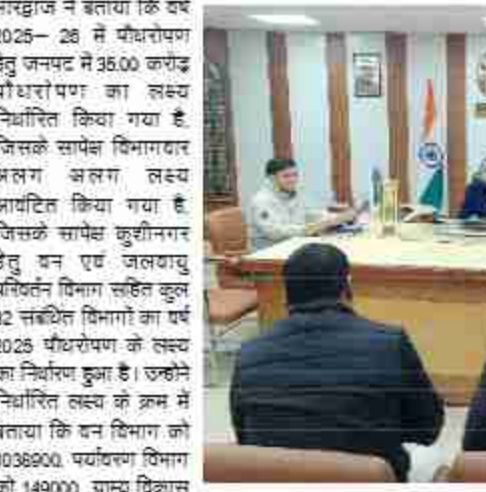 भारद्वाज ने बताया कि वर्ष
2025– 26 में पौधरोपण
हेतु जनपद में 35.00 करोड़
पौधरोपण का लक्ष्य
निर्धारित किया गया है,
जिसके सापेक्ष विभागवार
अलग अलग लक्ष्य
आवंटित किया गया है,
जिसके सापेक्ष कुशीनगर
हेतु वन एवं जलवायु
परिवर्तन विभाग सहित कुल
संबंधित विभागों का वर्ष
2025 पौधरोपण के लक्ष्य
का निर्धारण हुआ है। उन्होने
निर्धारित लक्ष्य के क्रम में
बताया कि वन विभाग को
पर्यावरण विभाग
को 149000, ग्राम्य विकास